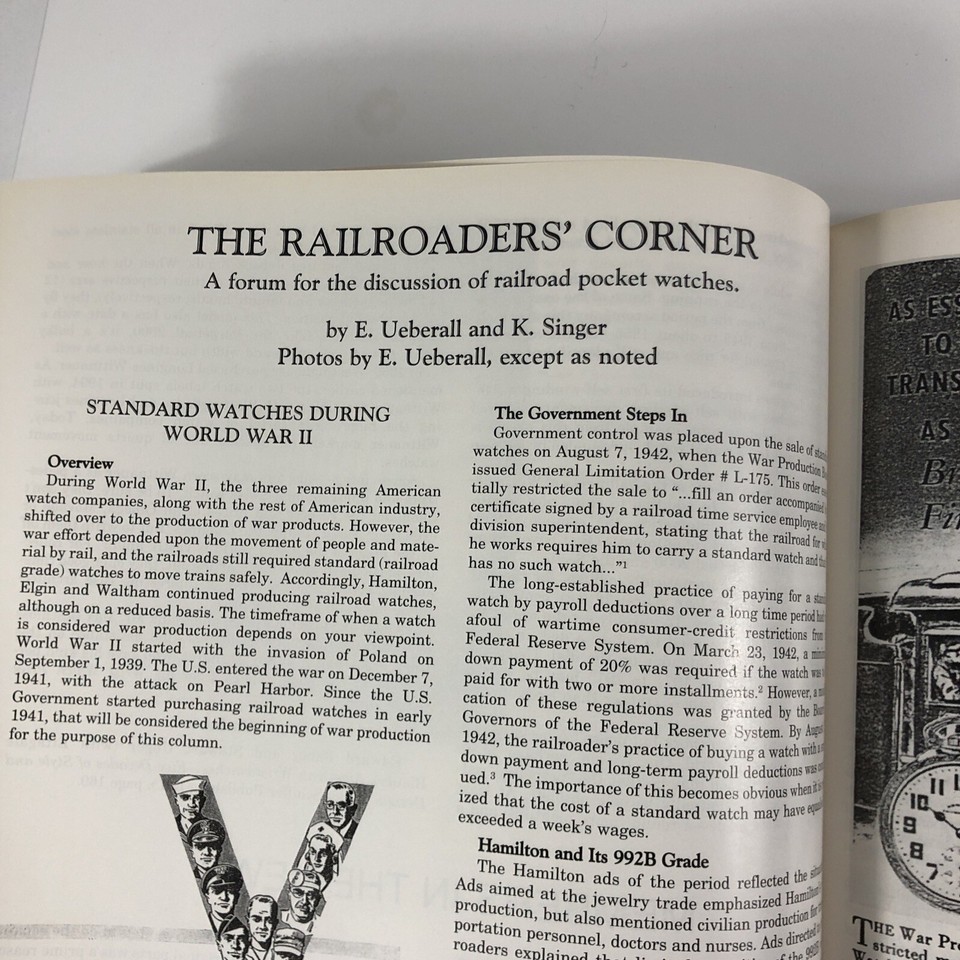 THE RAILROADERS' CORNER
A forum for the discussion of railroad pocket watches.
by E. Ueberall and K. Singer
Photos by E. Ueberall, except as noted
STANDARD WATCHES DURING
WORLD WAR II
Overview
During World War II, the three remaining American
watch companies, along with the rest of American industry,
shifted over to the production of war products. However, the
war effort depended upon the movement of people and mate-
rial by rail, and the railroads still required standard (railroad
grade) watches to move trains safely. Accordingly, Hamilton,
Elgin and Waltham continued producing railroad watches,
although on a reduced basis. The timeframe of when a watch
is considered war production depends on your viewpoint.
World War II started with the invasion of Poland on
September 1, 1939. The U.S. entered the war on December 7,
1941, with the attack on Pearl Harbor. Since the U.S.
Government started purchasing railroad watches in early
1941, that will be considered the beginning of war production
for the purpose of this column.
The Government Steps In
Government control was placed upon the sale of
watches on August 7, 1942, when the War Production
issued General Limitation Order # L-175. This order
tially restricted the sale to "...fill an order accompanied
certificate signed by a railroad time service employee
division superintendent, stating that the railroad for
he works requires him to carry a standard watch and
has no such watch..."1
The long-established practice of paying for a
watch by payroll deductions over a long time period
afoul of wartime consumer-credit restrictions from
Federal Reserve System. On March 23, 1942, a
down payment of 20% was required if the watch was
paid for with two or more installments.2 However, a
cation of these regulations was granted by the
Governors of the Federal Reserve System. By
1942, the railroader's practice of buying a watch with
down payment and long-term payroll deductions was
ued.3 The importance of this becomes obvious when it
ized that the cost of a standard watch may have
exceeded a week's wages.
Hamilton and Its 992B Grade
The Hamilton ads of the period reflected the
Ads aimed at the jewelry trade emphasized
production, but also mentioned civilian production for
portation personnel, doctors and nurses. Ads directed
roaders explained that
of the 992B
AS
TO
TRANS
AS
10
11
9
8
7
THE War
stricted